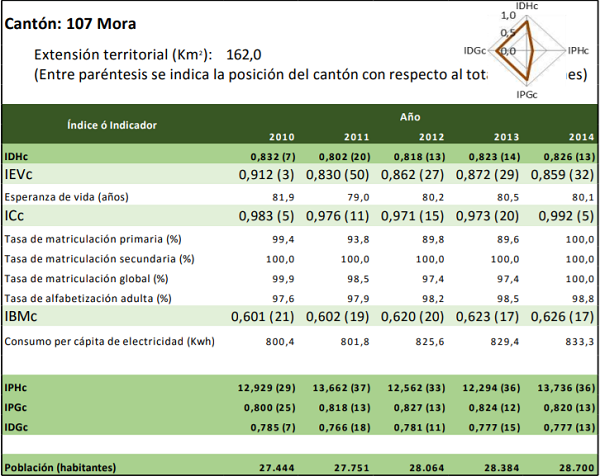 Cantón: 107 Mora
Extensión territorial (Km²): 162,0
(Entre paréntesis se indica la posición del cantón con respecto al tota nes)
IDHc
1,0
0,5
IDGc 0,0 IPHc
IPGc
Índice ó Indicador Año
2010 2011 2012 2013 2014
IDHc 0,832 (7) 0,802 (20) 0,818 (13) 0,823 (14) 0,826 (13)
IEVc 0,912 (3) 0,830 (50) 0,862 (27) 0,872 (29) 0,859 (32)
Esperanza de vida (años) 81,9 79,0 80,2 80,5 80,1
ICc 0,983 (5) 0,976 (11) 0,971 (15) 0,973 (20) 0,992 (5)
Tasa de matriculación primaria (%) 99,4 93,8 89,8 89,6 100,0
Tasa de matriculación secundaria (%) 100,0 100,0 100,0 100,0 100,0
Tasa de matriculación global (%) 99,9 98,5 97,4 97,4 100,0
Tasa de alfabetización adulta (%) 97,6 97,9 98,2 98,5 98,8
IBMc 0,601 (21) 0,602 (19) 0,620 (20) 0,623 (17) 0,626 (17)
Consumo per cápita de electricidad (Kwh) 800,4 801,8 825,6 829,4 833,3
IPHc 12,929 (29) 13,662 (37) 12,562 (33) 12,294 (36) 13,736 (36)
IPGc 0,800 (25) 0,818 (13) 0,827 (13) 0,824 (12) 0,820 (13)
IDGc 0,785 (7) 0,766 (18) 0,781 (11) 0,777 (15) 0,777 (13)
Población (habitantes) 27.444 27.751 28.064 28.384 28.700